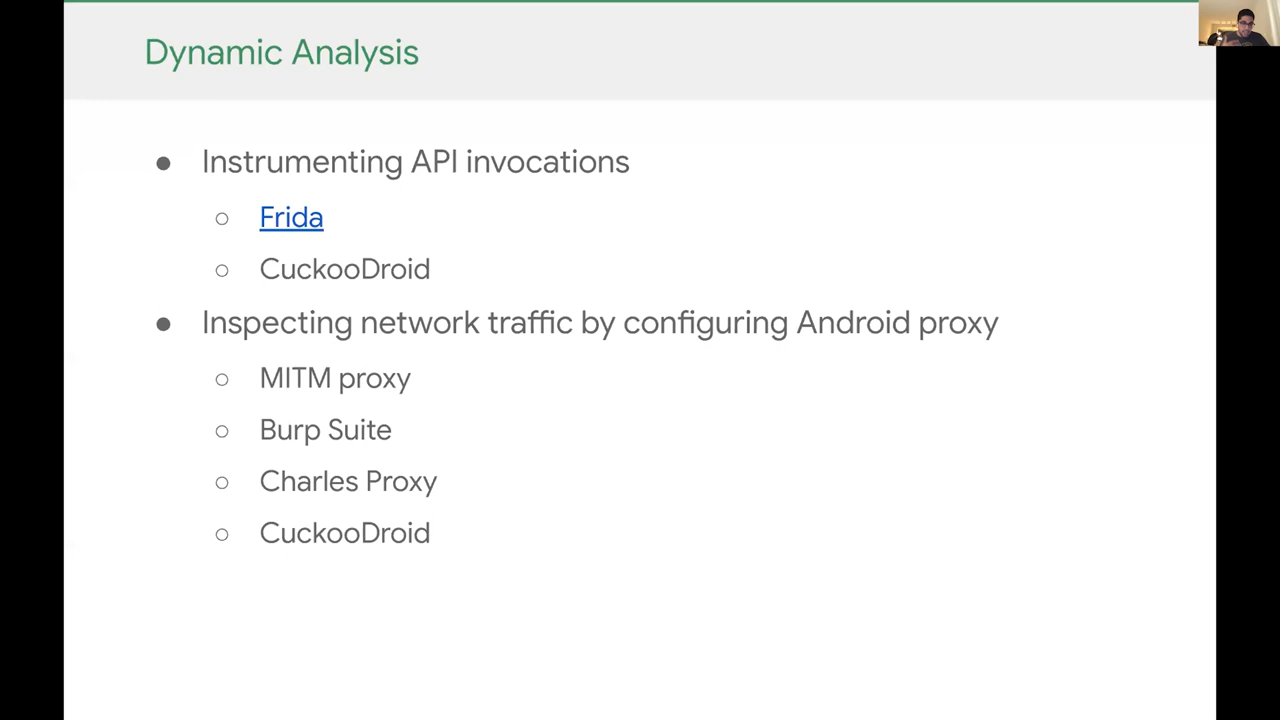 Dynamic Analysis
● Instrumenting API invocations
○ Frida
○ CuckooDroid
● Inspecting network traffic by configuring Android proxy
○ MITM proxy
○ Burp Suite
○ Charles Proxy
○ CuckooDroid